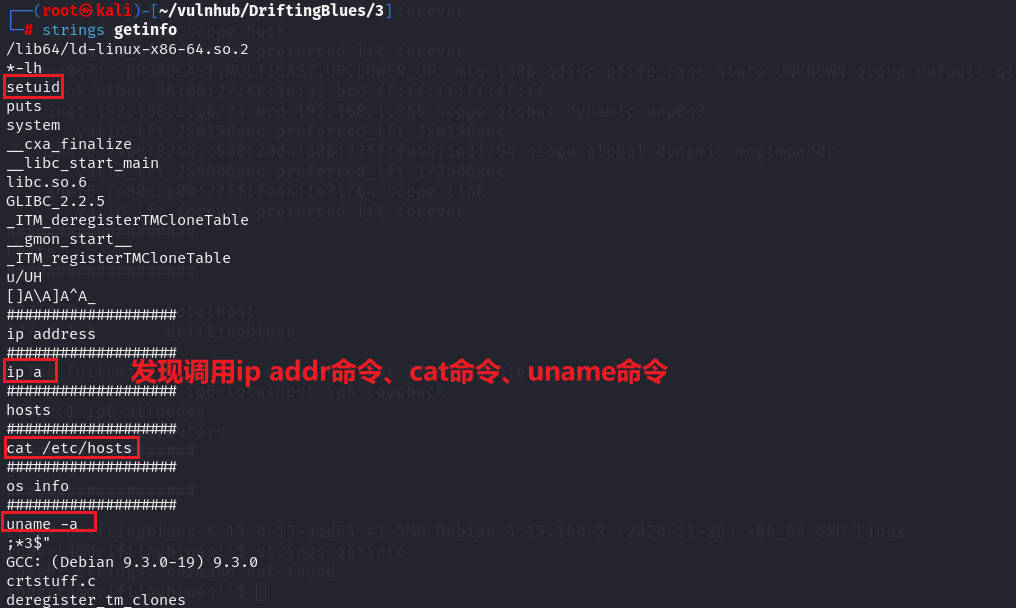 ┌──(root㉿kali)-[~/vulnhub/DriftingBlues/3]
└─# strings getinfo
/lib64/ld-linux-x86-64.so.2
*-lh
setuid
puts
system
__cxa_finalize
__libc_start_main
libc.so.6
GLIBC_2.2.5
_ITM_deregisterTMCloneTable
__gmon_start__
_ITM_registerTMCloneTable
u/UH
[]A\A]A^A_
###################
ip address
###################
ip a 发现调用ip addr命令、cat命令、uname命令
###################
hosts
###################
cat /etc/hosts
###################
os info
###################
uname -a
;*3$"
GCC: (Debian 9.3.0-19) 9.3.0
crtstuff.c
deregister_tm_clones